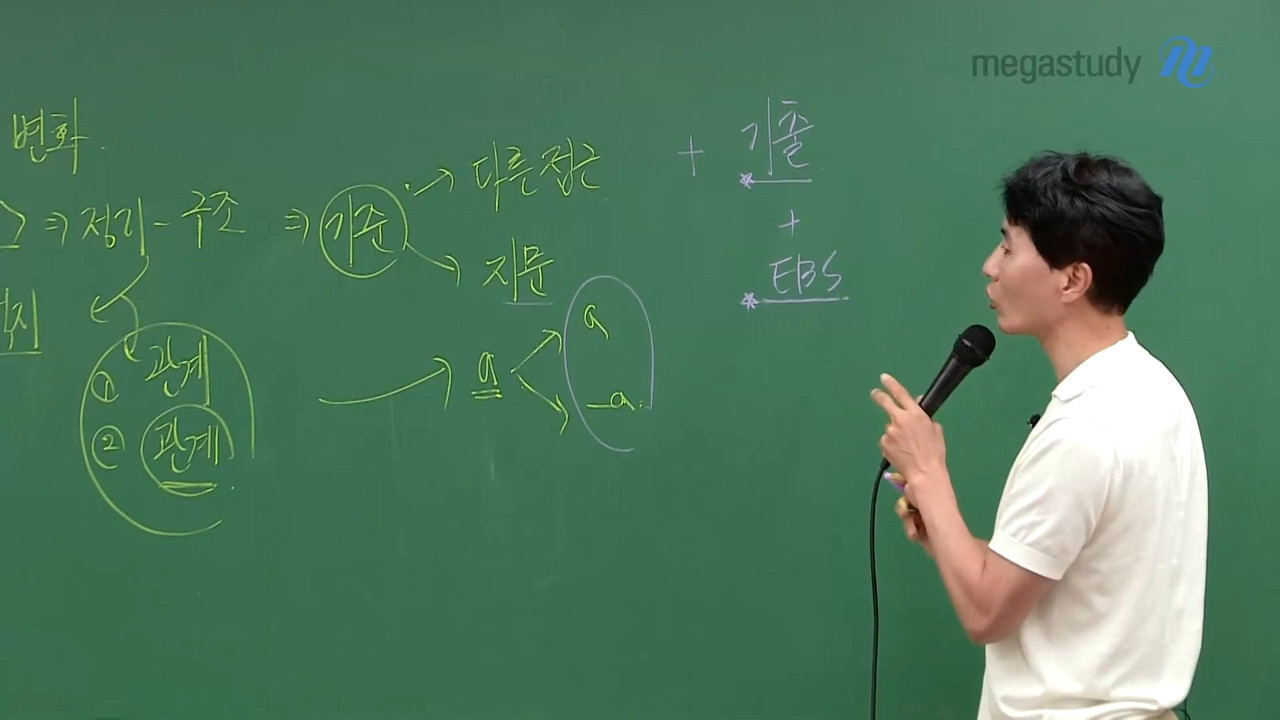 megastudy
변화.
⇒ 정리 - 구조 ⇒ 기준 → 다른 접근
→ 지문
① 관계
② 관계.
→ a → a
→ _a.
+ 기출
+
EBS